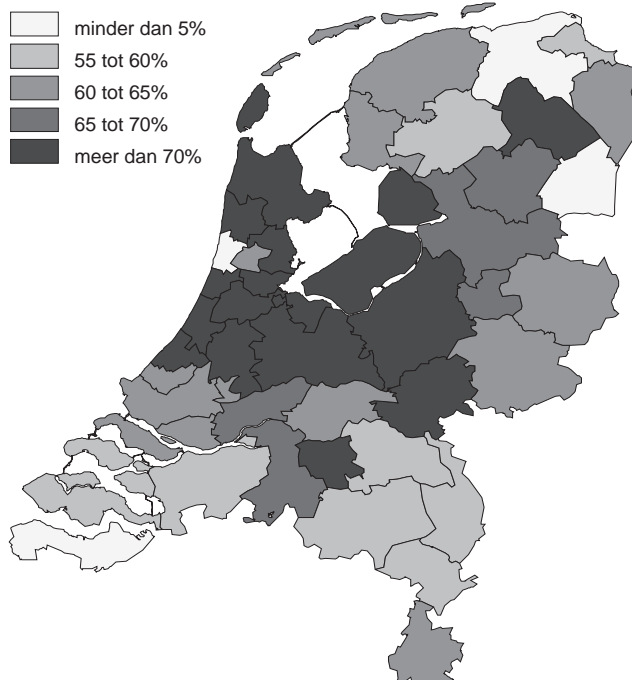 minder dan 5%
55 tot 60%
60 tot 65%
65 tot 70%
meer dan 70%